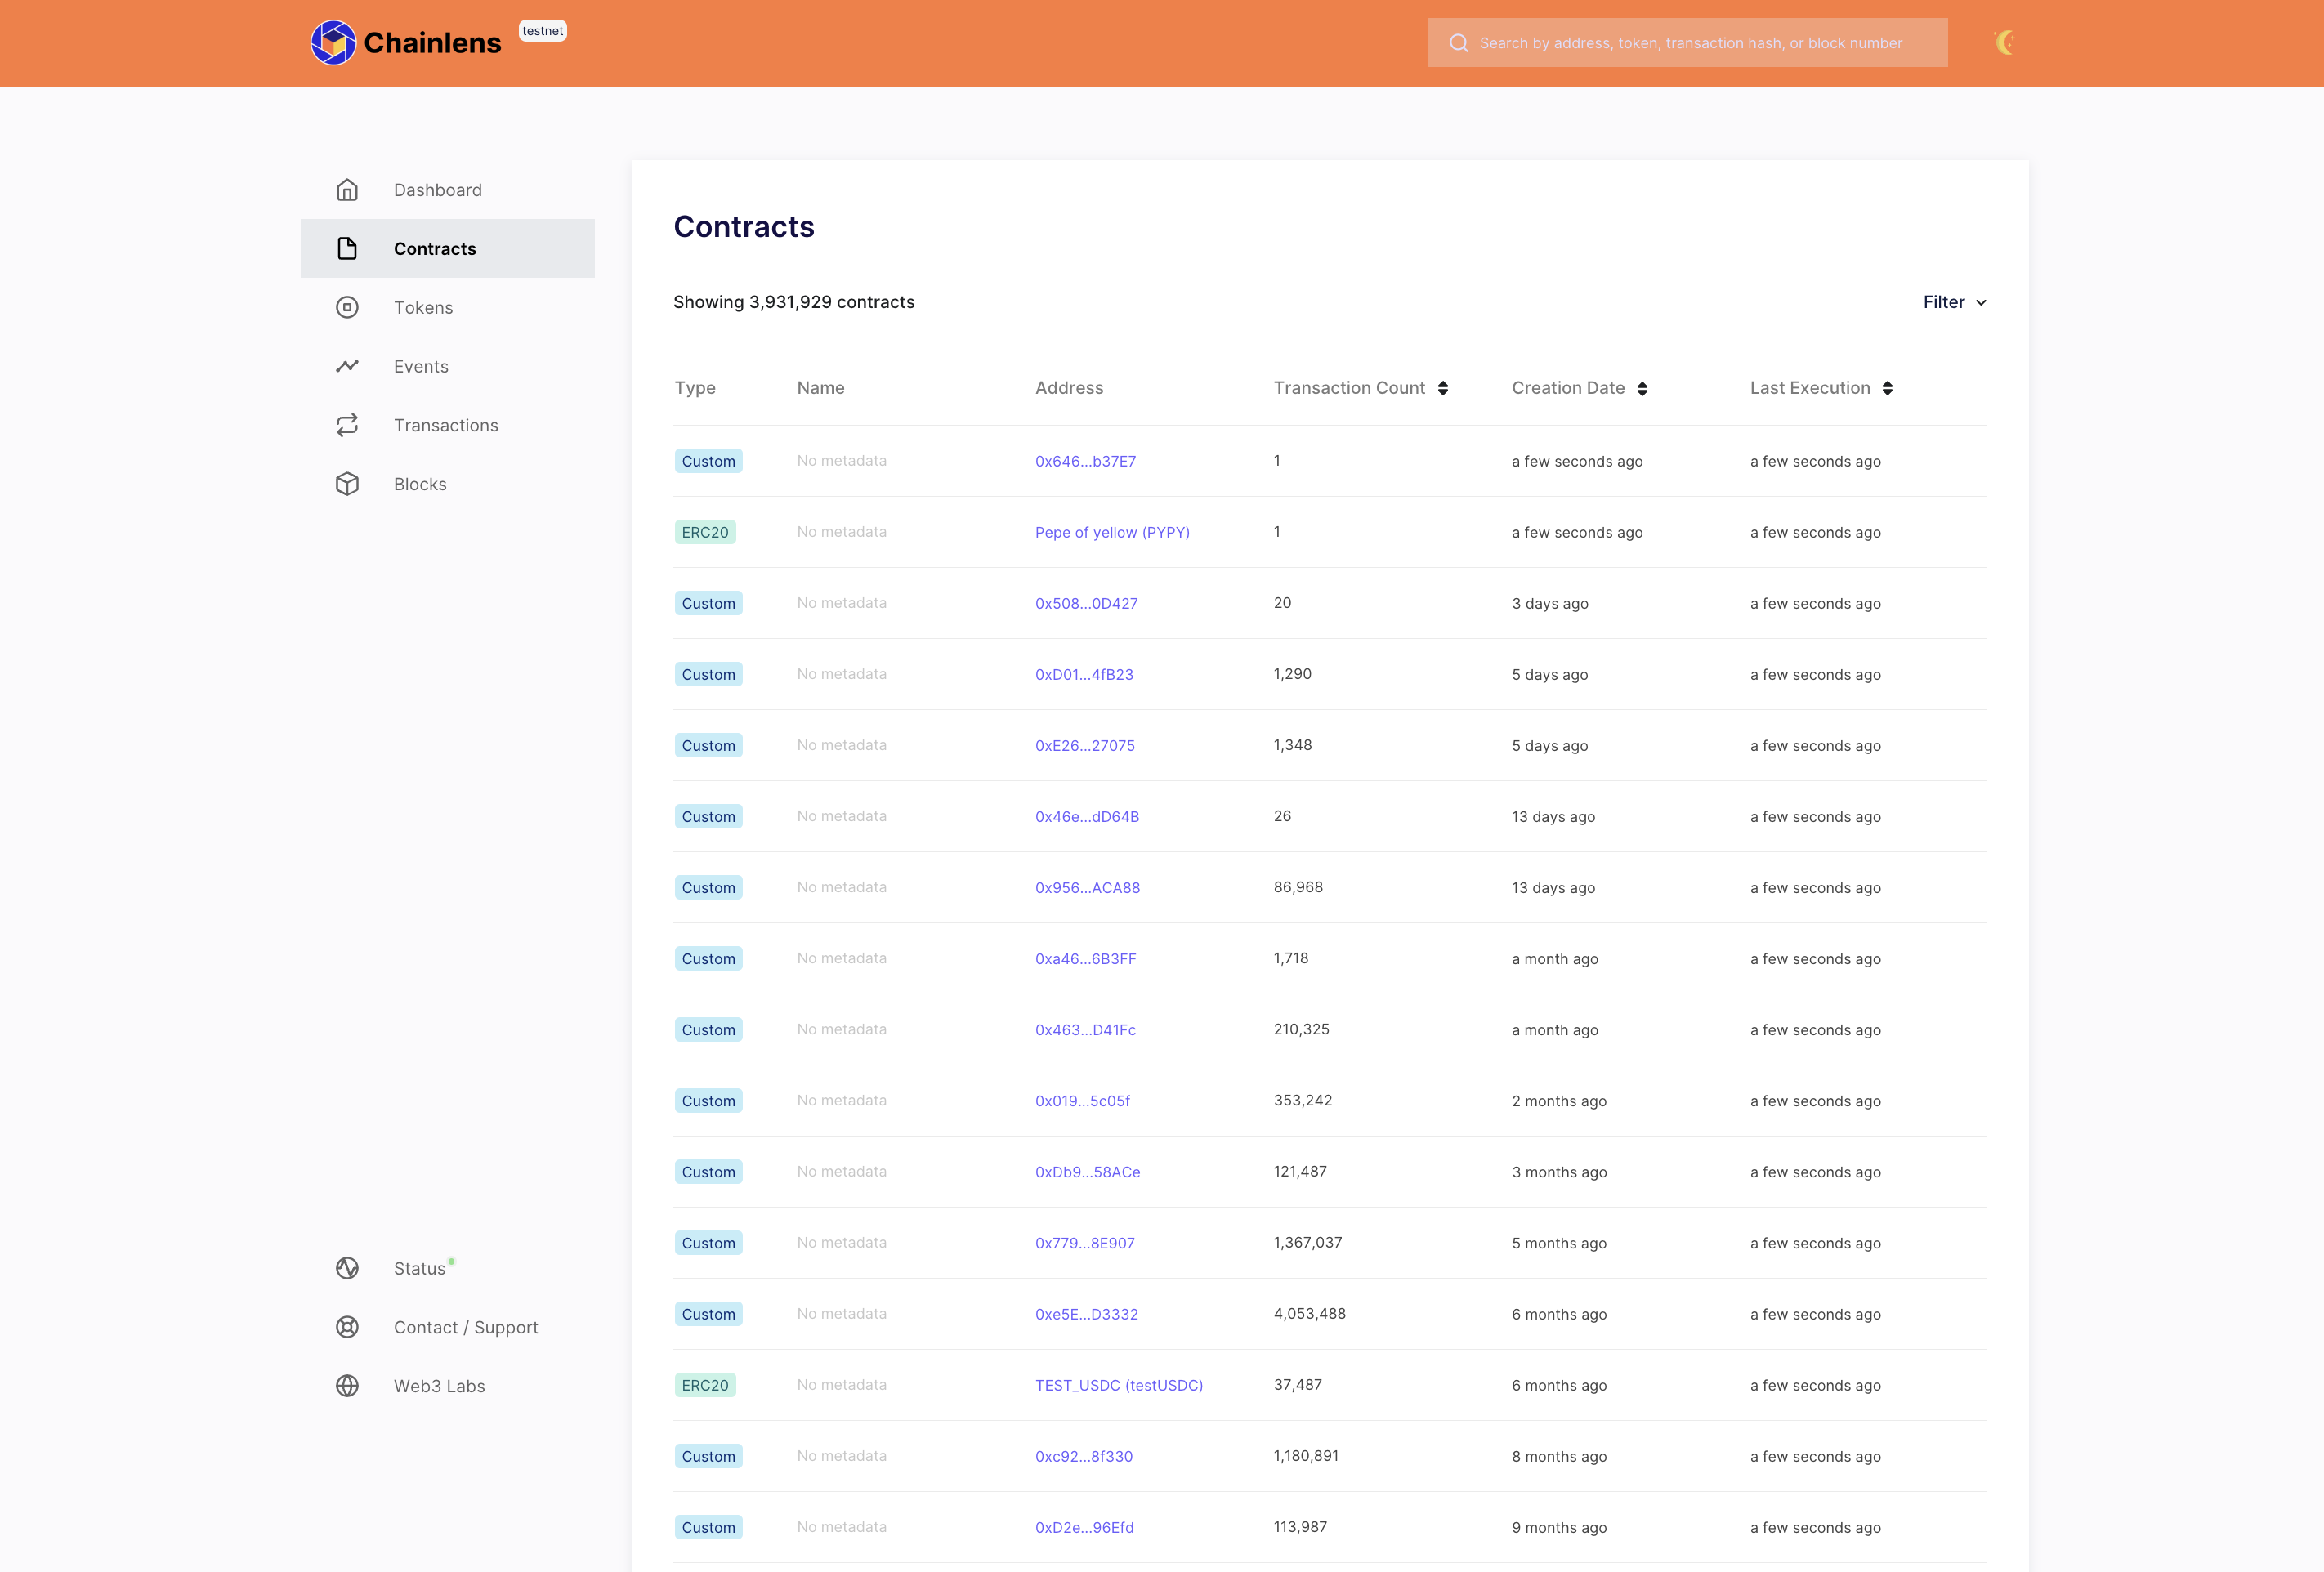 Chainlens
testnet
Search by address, token, transaction hash, or block number
Dashboard
Contracts
Tokens
Events
Transactions
Blocks
Status
Contact / Support
Web3 Labs
Contracts
Showing 3,931,929 contracts
Filter
Type Name Address Transaction Count Creation Date Last Execution
Custom No metadata 0x646...b37E7 1 a few seconds ago a few seconds ago
ERC20 No metadata Pepe of yellow (PYPY) 1 a few seconds ago a few seconds ago
Custom No metadata 0x508...0D427 20 3 days ago a few seconds ago
Custom No metadata 0xD01...4fB23 1,290 5 days ago a few seconds ago
Custom No metadata 0xE26...27075 1,348 5 days ago a few seconds ago
Custom No metadata 0x46e...dD64B 26 13 days ago a few seconds ago
Custom No metadata 0x956...ACA88 86,968 13 days ago a few seconds ago
Custom No metadata 0xa46...6B3FF 1,718 a month ago a few seconds ago
Custom No metadata 0x463...D41Fc 210,325 a month ago a few seconds ago
Custom No metadata 0x019...5c05f 353,242 2 months ago a few seconds ago
Custom No metadata 0xDb9...58ACe 121,487 3 months ago a few seconds ago
Custom No metadata 0x779...8E907 1,367,037 5 months ago a few seconds ago
Custom No metadata 0xe5E...D3332 4,053,488 6 months ago a few seconds ago
ERC20 No metadata TEST_USDC (testUSDC) 37,487 6 months ago a few seconds ago
Custom No metadata 0xc92...8f330 1,180,891 8 months ago a few seconds ago
Custom No metadata 0xD2e...96Efd 113,987 9 months ago a few seconds ago